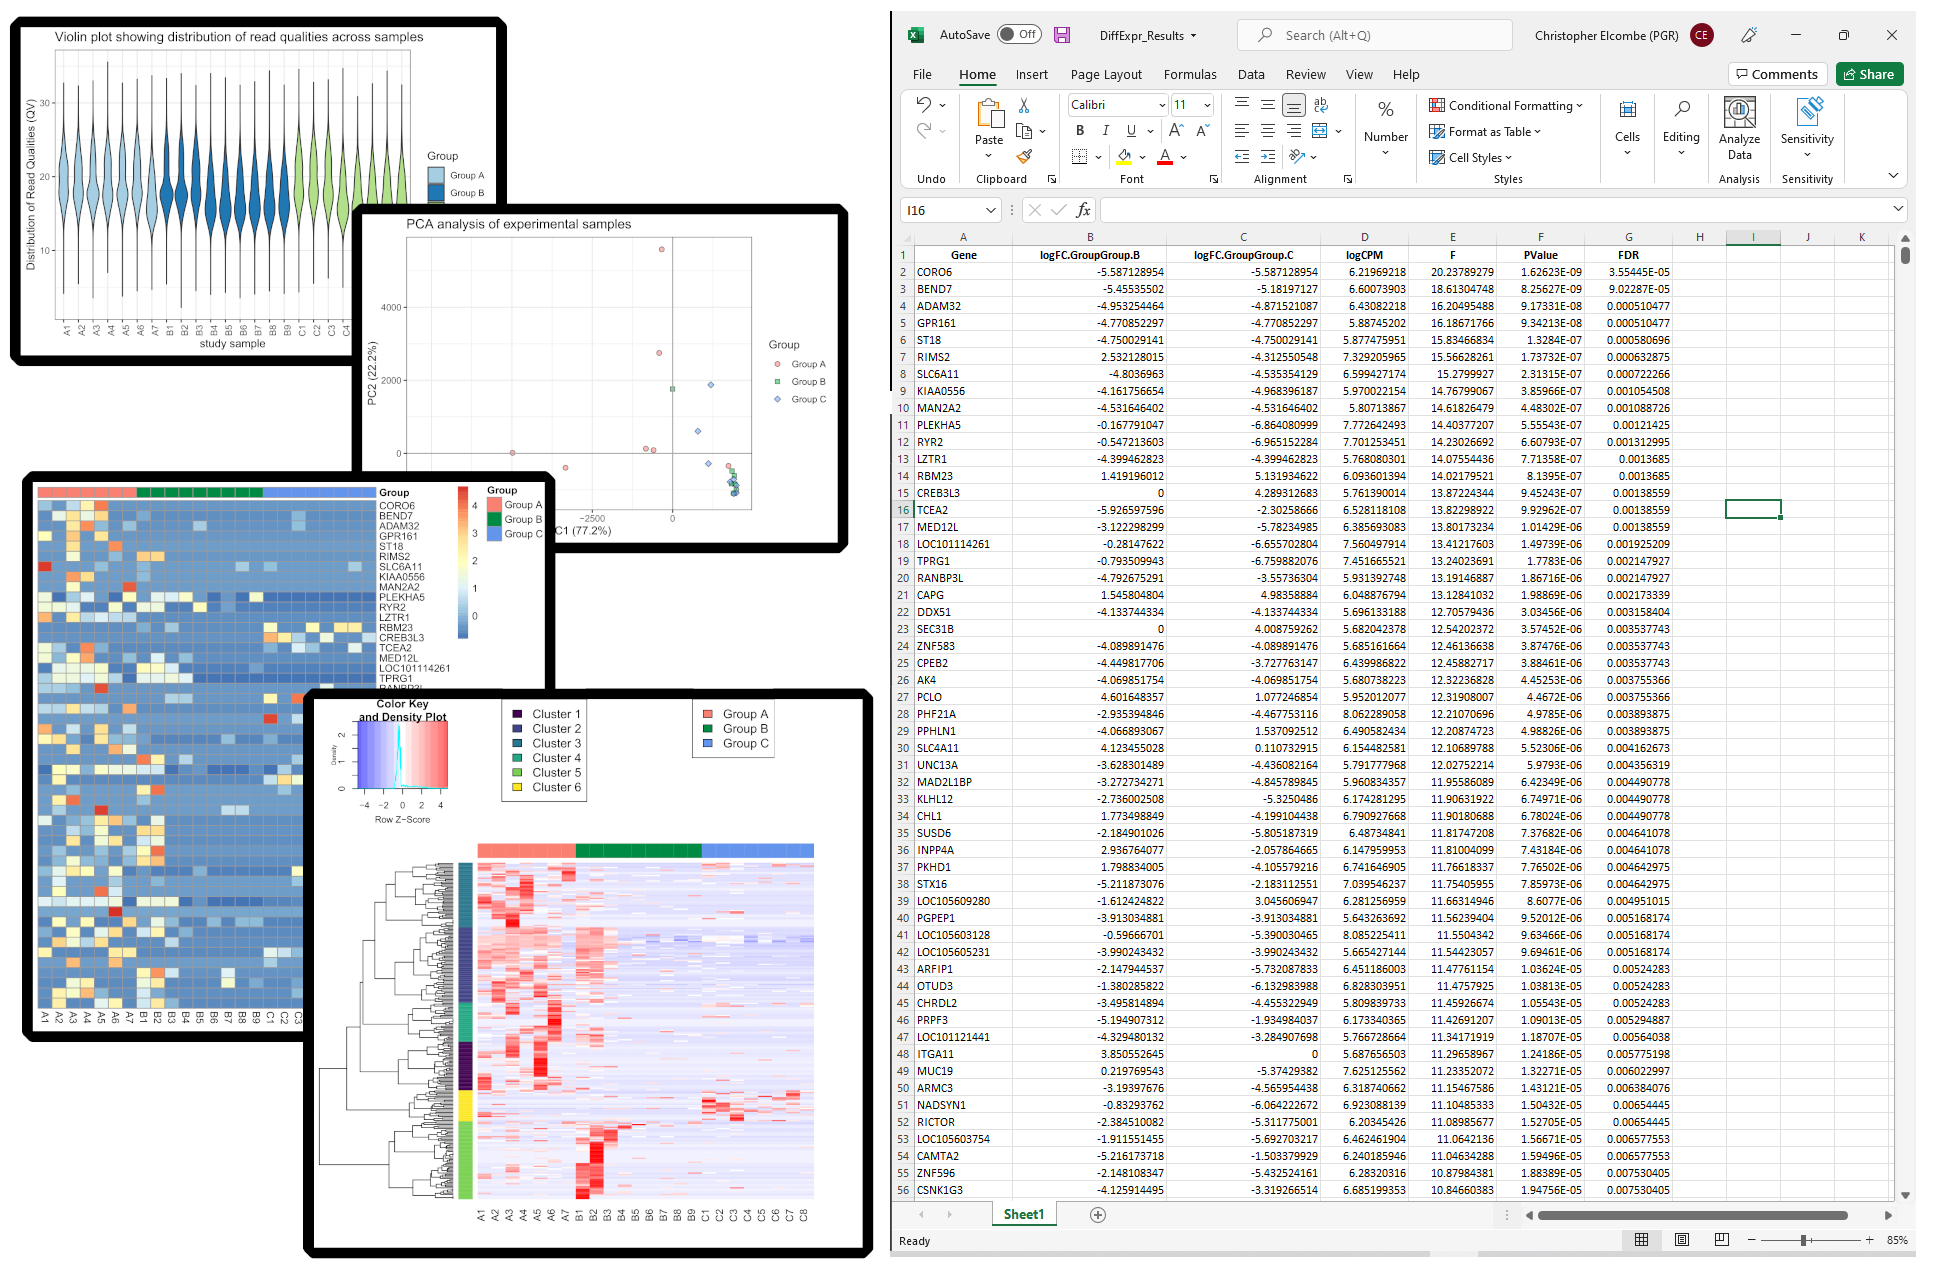 Violin plot showing distribution of read qualities across samples
Distribution of Read Qualities (QV)
30
20
10
A1 A2 A3 A4 A5 A6 A7 B1 B2 B3 B4 B5 B6 B7 B8 B9 C1 C2 C3 C4
study sample
Group
Group A
Group B
PCA analysis of experimental samples
PC2 (22.2%)
4000
2000
0
−2500 0
C1 (77.2%)
Group
Group A
Group B
Group C
Group
CORO6
BEND7
ADAM32
GPR161
ST18
RIMS2
SLC6A11
KIAA0556
MAN2A2
PLEKHA5
RYR2
LZTR1
RBM23
CREB3L3
TCEA2
MED12L
LOC101114261
TPRG1
RANBP3L
4
3
2
1
0
Group
Group A
Group B
Group C
A1 A2 A3 A4 A5 A6 A7 B1 B2 B3 B4 B5 B6 B7 B8 B9 C1 C2 C3
Color Key
and Density Plot
Density
0 1 2
−4 −2 0 2 4
Row Z−Score
Cluster 1
Cluster 2
Cluster 3
Cluster 4
Cluster 5
Cluster 6
Group A
Group B
Group C
A1 A2 A3 A4 A5 A6 A7 B1 B2 B3 B4 B5 B6 B7 B8 B9 C1 C2 C3 C4 C5 C6 C7 C8
AutoSave Off DiffExpr_Results Search (Alt+Q) Christopher Elcombe (PGR) CE
File Home Insert Page Layout Formulas Data Review View Help Comments Share
Undo
Paste
Clipboard
Calibri 11
B I U
Font
Alignment
Number
Conditional Formatting
Format as Table
Cell Styles
Styles
Cells
Editing
Analyze Data
Analysis
Sensitivity
Sensitivity
I16 fx
A B C D E F G H I J K
1 Gene logFC.GroupGroup.B logFC.GroupGroup.C logCPM F PValue FDR
2 CORO6 -5.587128954 -5.587128954 6.21969218 20.23789279 1.62623E-09 3.55445E-05
3 BEND7 -5.45535502 -5.18197127 6.60073903 18.61304748 8.25627E-09 9.02287E-05
4 ADAM32 -4.953254464 -4.871521087 6.43082218 16.20495488 9.17331E-08 0.000510477
5 GPR161 -4.770852297 -4.770852297 5.88745202 16.18671766 9.34213E-08 0.000510477
6 ST18 -4.750029141 -4.750029141 5.877475951 15.83466834 1.3284E-07 0.000580696
7 RIMS2 2.532128015 -4.312550548 7.329205965 15.56628261 1.73732E-07 0.000632875
8 SLC6A11 -4.8036963 -4.535354129 6.599427174 15.2799927 2.31315E-07 0.000722266
9 KIAA0556 -4.161756654 -4.968396187 5.970022154 14.76799067 3.85966E-07 0.001054508
10 MAN2A2 -4.531646402 -4.531646402 5.80713867 14.61826479 4.48302E-07 0.001088726
11 PLEKHA5 -0.167791047 -6.864080999 7.772642493 14.40377207 5.55543E-07 0.00121425
12 RYR2 -0.547213603 -6.965152284 7.701253451 14.23026692 6.60793E-07 0.001312995
13 LZTR1 -4.399462823 -4.399462823 5.768080301 14.07554436 7.71358E-07 0.0013685
14 RBM23 1.419196012 5.131934622 6.093601394 14.02179521 8.1395E-07 0.0013685
15 CREB3L3 0 4.289312683 5.761390014 13.87224344 9.45243E-07 0.00138559
16 TCEA2 -5.926597596 -2.30258666 6.528118108 13.82298922 9.92962E-07 0.00138559
17 MED12L -3.122298299 -5.78234985 6.385693083 13.80173234 1.01429E-06 0.00138559
18 LOC101114261 -0.28147622 -6.655702804 7.560497914 13.41217603 1.49739E-06 0.001925209
19 TPRG1 -0.793509943 -6.759882076 7.451665521 13.24023691 1.7783E-06 0.002147927
20 RANBP3L -4.792675291 -3.55736304 5.931392748 13.19146887 1.86716E-06 0.002147927
21 CAPG 1.545804804 4.98358884 6.048876794 13.12841032 1.98869E-06 0.002173339
22 DDX51 -4.133744334 -4.133744334 5.696133188 12.70579436 3.03456E-06 0.003158404
23 SEC31B 0 4.008759262 5.682042378 12.54202372 3.57452E-06 0.003537743
24 ZNF583 -4.089891476 -4.089891476 5.685161664 12.46136638 3.87476E-06 0.003537743
25 CPEB2 -4.449817706 -3.727763147 6.439986822 12.45882717 3.88461E-06 0.003537743
26 AK4 -4.069851754 -4.069851754 5.680738223 12.32236828 4.45253E-06 0.003755366
27 PCLO 4.601648357 1.077246854 5.952012077 12.31908007 4.4672E-06 0.003755366
28 PHF21A -2.935394846 -4.467753116 8.062289058 12.21070696 4.9785E-06 0.003893875
29 PPHLN1 -4.066893067 1.537092512 6.490582434 12.20874723 4.98826E-06 0.003893875
30 SLC4A11 4.123455028 0.110732915 6.154482581 12.10689788 5.52306E-06 0.004162673
31 UNC13A -3.628301489 -4.436082164 5.791777968 12.02752214 5.9793E-06 0.004356319
32 MAD2L1BP -3.272734271 -4.845789845 5.960834357 11.95586089 6.42349E-06 0.004490778
33 KLHL12 -2.736002508 -5.3250486 6.174281295 11.90631922 6.74971E-06 0.004490778
34 CHL1 1.773498849 -4.199104438 6.790927668 11.90180688 6.78024E-06 0.004490778
35 SUSD6 -2.184901026 -5.805187319 6.48734841 11.81747208 7.37682E-06 0.004641078
36 INPP4A 2.936764077 -2.057864665 6.147959953 11.81004099 7.43184E-06 0.004641078
37 PKHD1 1.798834005 -4.105579216 6.741646905 11.76618337 7.76502E-06 0.004642975
38 STX16 -5.211873076 -2.183112551 7.039546237 11.75405955 7.85973E-06 0.004642975
39 LOC105609280 -1.612424822 3.045606947 6.281256959 11.66314946 8.6077E-06 0.004951015
40 PGPEP1 -3.913034881 -3.913034881 5.643263692 11.56239404 9.52012E-06 0.005168174
41 LOC105603128 -0.59666701 -5.390030465 8.085225411 11.5504342 9.63466E-06 0.005168174
42 LOC105605231 -3.990243432 -3.990243432 5.665427144 11.54423057 9.69461E-06 0.005168174
43 ARFIP1 -2.147944537 -5.732087833 6.451186003 11.47761154 1.03624E-05 0.00524283
44 OTUD3 -1.380285822 -6.132983988 6.828303951 11.4757925 1.03813E-05 0.00524283
45 CHRDL2 -3.495814894 -4.455322949 5.809839733 11.45926674 1.05543E-05 0.00524283
46 PRPF3 -5.194907312 -1.934984037 6.173340365 11.42691207 1.09013E-05 0.005294887
47 LOC101121441 -4.329480132 -3.284907698 5.766728664 11.34171919 1.18707E-05 0.00564038
48 ITGA11 3.850552645 0 5.687656503 11.29658967 1.24186E-05 0.005775198
49 MUC19 0.219769543 -5.37429382 7.625125562 11.23352072 1.32271E-05 0.006022997
50 ARMC3 -3.19397676 -4.565954438 6.318740662 11.15467586 1.43121E-05 0.006384076
51 NADSYN1 -0.83293762 -6.064222672 6.923088139 11.10485333 1.50432E-05 0.00654445
52 RICTOR -2.384510082 -5.311775001 6.20345426 11.08985677 1.52705E-05 0.00654445
53 LOC105603754 -1.911551455 -5.692703217 6.462461904 11.0642136 1.56671E-05 0.006577553
54 CAMTA2 -5.216173718 -1.503379929 6.240185946 11.04634288 1.59496E-05 0.006577553
55 ZNF596 -2.148108347 -5.432524161 6.28320316 10.87984381 1.88389E-05 0.007530405
56 CSNK1G3 -4.125914495 -3.319266514 6.685199353 10.84660383 1.94756E-05 0.007530405
Sheet1
Ready 85%